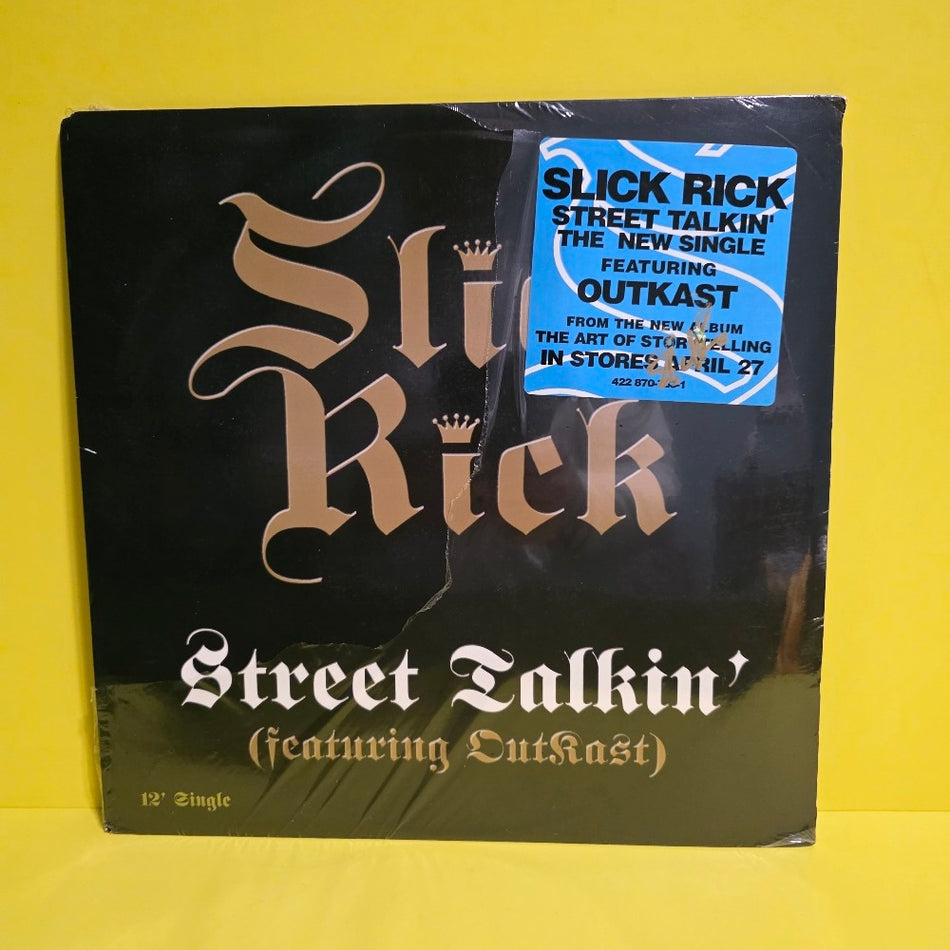 Slick
Rick
SLICK RICK
STREET TALKIN'
THE NEW SINGLE
FEATURING
OUTKAST
FROM THE NEW ALBUM
THE ART OF STORYTELLING
IN STORES APRIL 27
Street Talkin'
(featuring OutKast)
12' Single